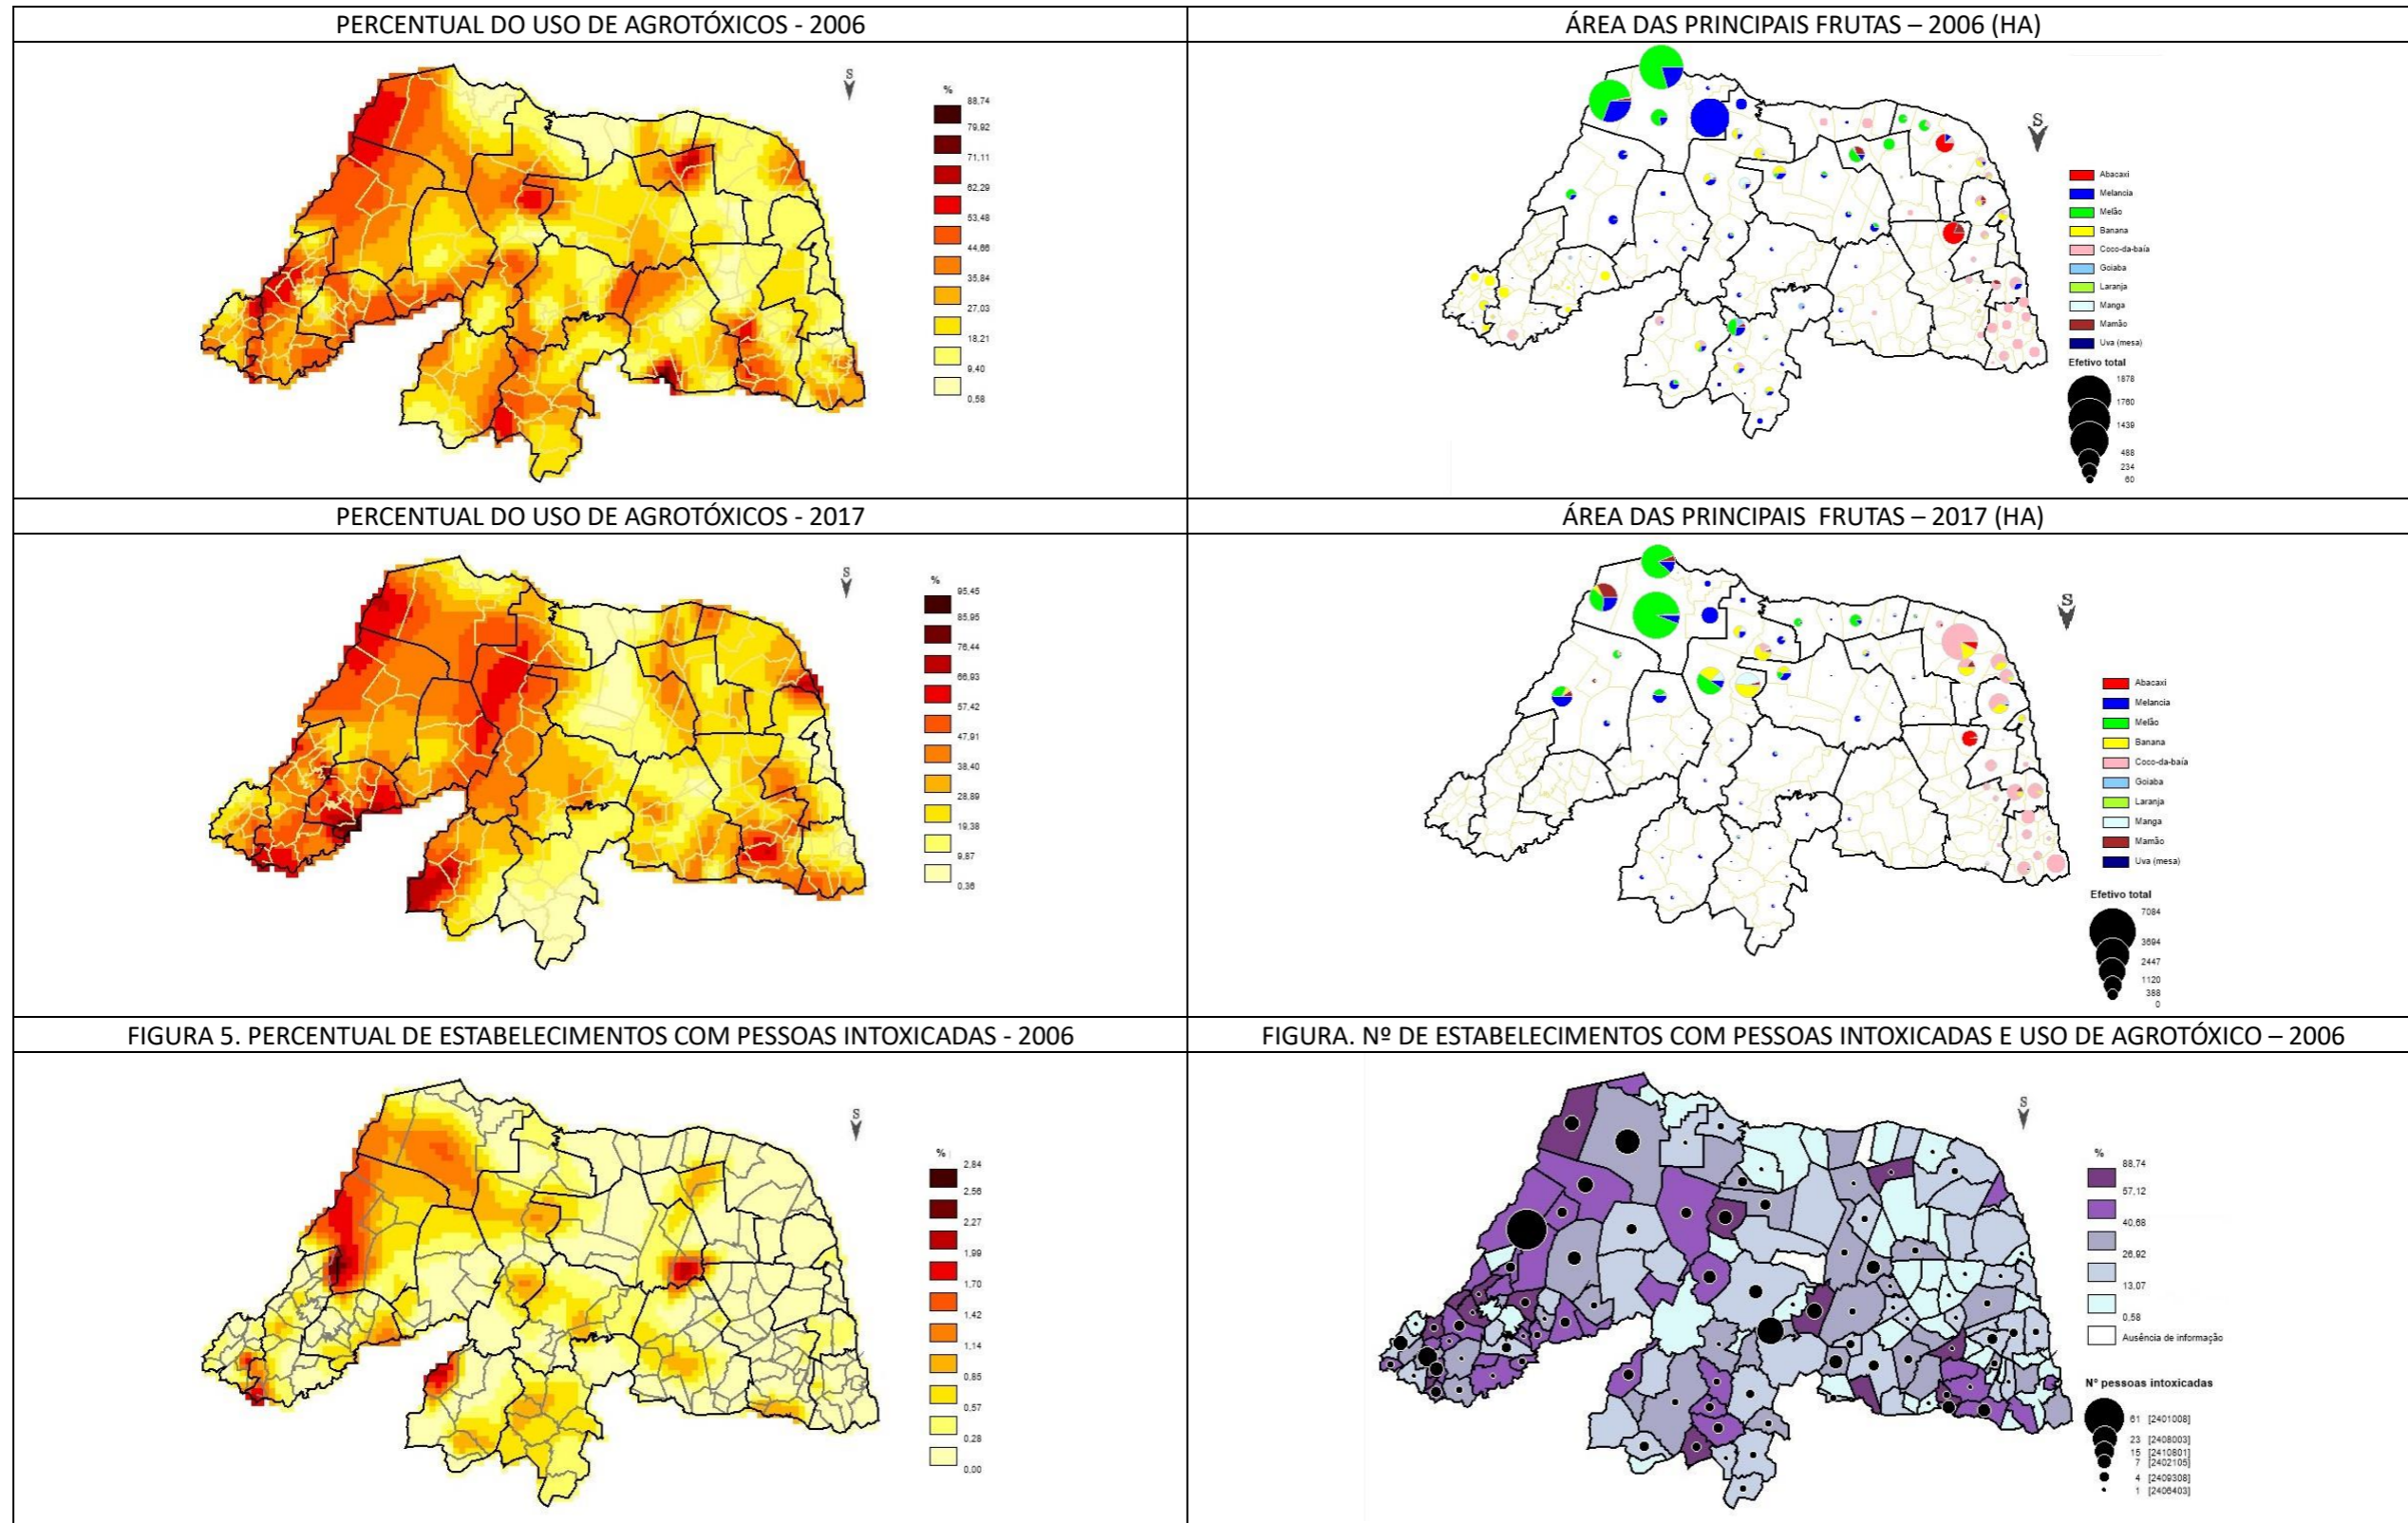 PERCENTUAL DO USO DE AGROTÓXICOS - 2006
S
%
88,74
79,92
71,11
62,29
53,48
44,66
35,84
27,03
18,21
9,40
0,58
ÁREA DAS PRINCIPAIS FRUTAS – 2006 (HA)
S
Abacaxi
Melancia
Melão
Banana
Coco-da-baía
Goiaba
Laranja
Manga
Mamão
Uva (mesa)
Efetivo total
1878
1760
1439
488
234
60
PERCENTUAL DO USO DE AGROTÓXICOS - 2017
S
%
95,45
85,95
76,44
66,93
57,42
47,91
38,40
28,89
19,38
9,87
0,36
ÁREA DAS PRINCIPAIS FRUTAS – 2017 (HA)
S
Abacaxi
Melancia
Melão
Banana
Coco-da-baía
Goiaba
Laranja
Manga
Mamão
Uva (mesa)
Efetivo total
7084
3694
2447
1120
388
0
FIGURA 5. PERCENTUAL DE ESTABELECIMENTOS COM PESSOAS INTOXICADAS - 2006
S
%
2,84
2,56
2,27
1,99
1,70
1,42
1,14
0,85
0,57
0,28
0,00
FIGURA. Nº DE ESTABELECIMENTOS COM PESSOAS INTOXICADAS E USO DE AGROTÓXICO – 2006
S
%
88,74
57,12
40,68
26,92
13,07
0,58
Ausência de informação
Nº pessoas intoxicadas
61 [2401008]
23 [2408003]
15 [2410801]
7 [2402105]
4 [2409308]
1 [2406403]